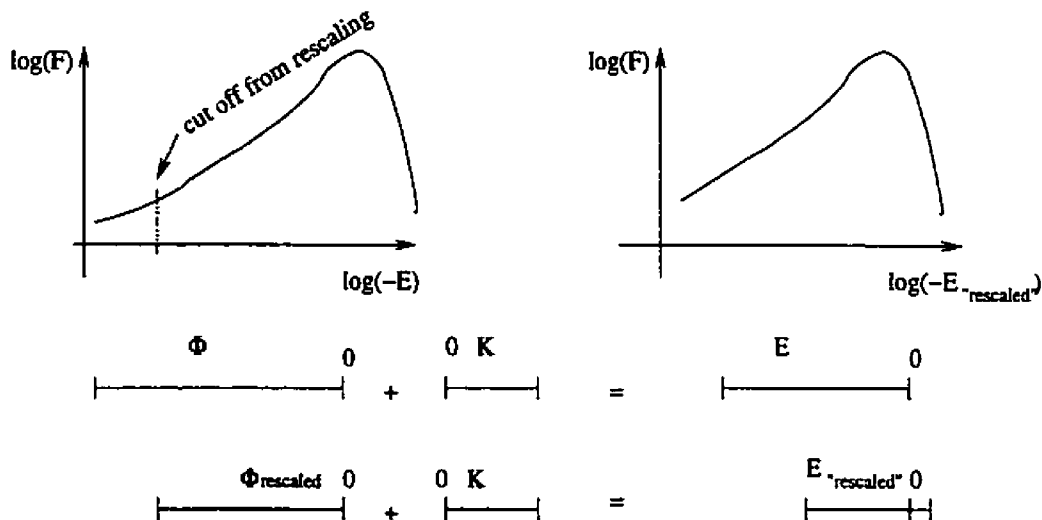 log(F)
cut off from rescaling
log(−E)
log(F)
log(−E"rescaled")
Φ 0 + 0 K = E 0
Φrescaled 0 + 0 K = E"rescaled" 0